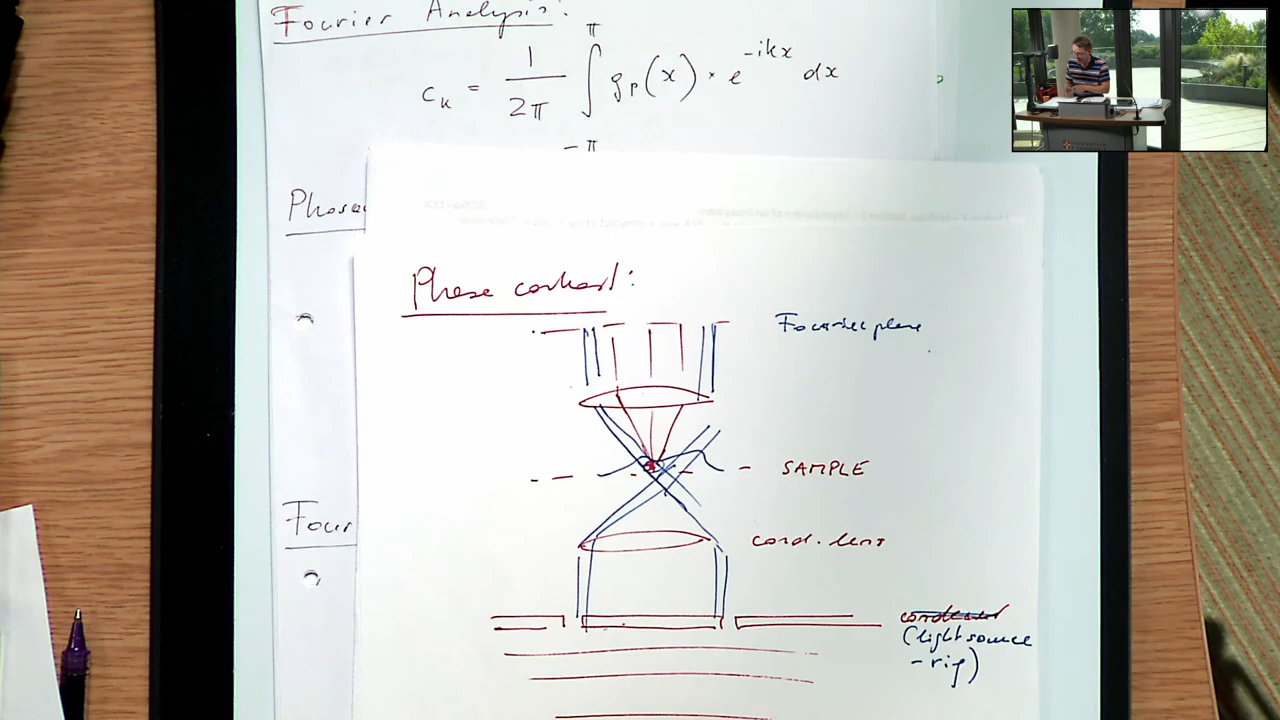 Fourier Analysis:
c_k = 1/2π ∫_{-π}^{π} g_p(x) · e^{-ikx} dx
Phase
Phase contrast:
Fourier plane
SAMPLE
cond. lens
(light source
- ring)
Four